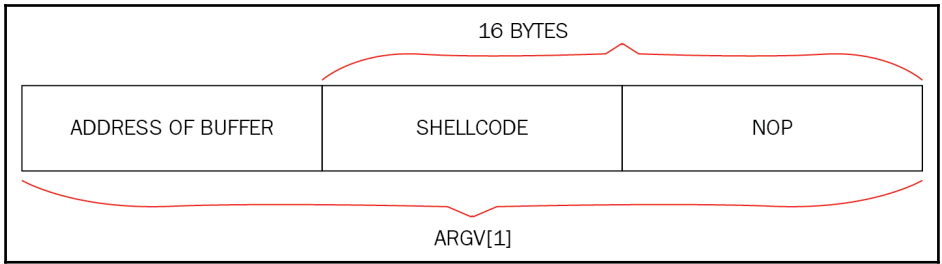 16 BYTES
ADDRESS OF BUFFER
SHELLCODE
NOP
ARGV[1]